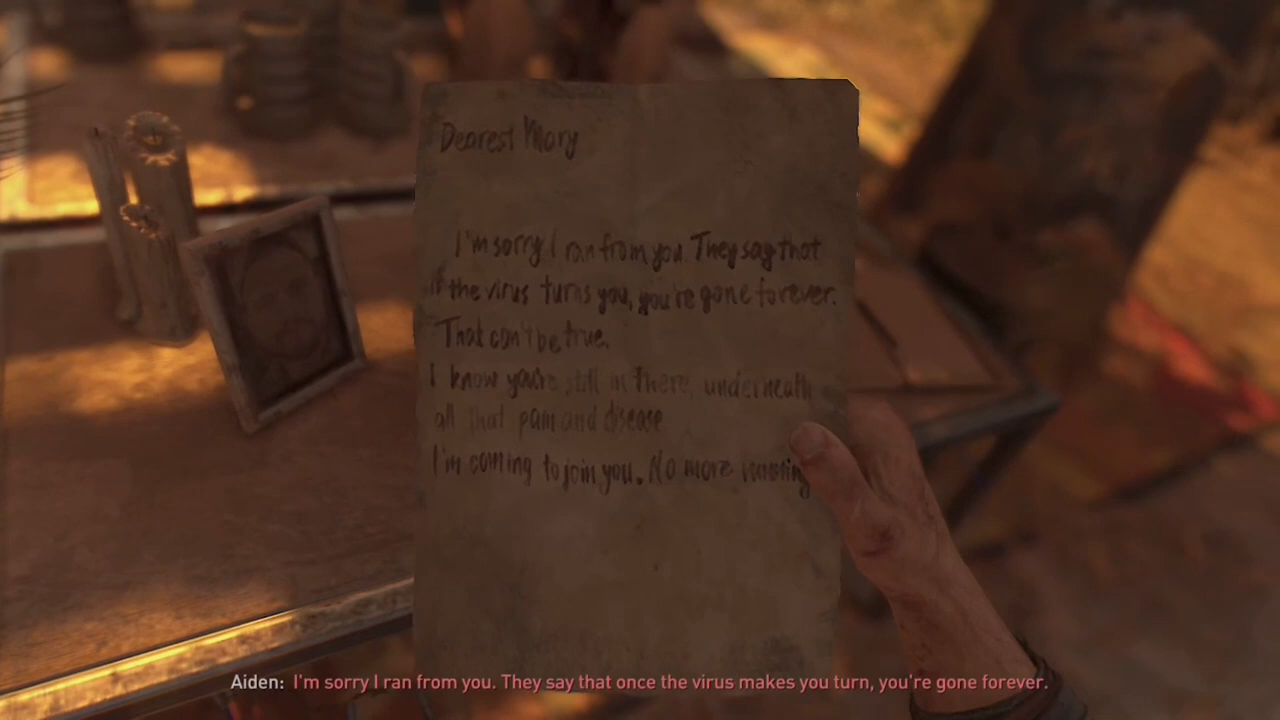 Dearest Mary
I'm sorry I ran from you. They say that
if the virus turns you, you're gone forever.
That can't be true.
I know you're still in there, underneath
all that pain and disease
I'm coming to join you. No more running
Aiden: I'm sorry I ran from you. They say that once the virus makes you turn, you're gone forever.